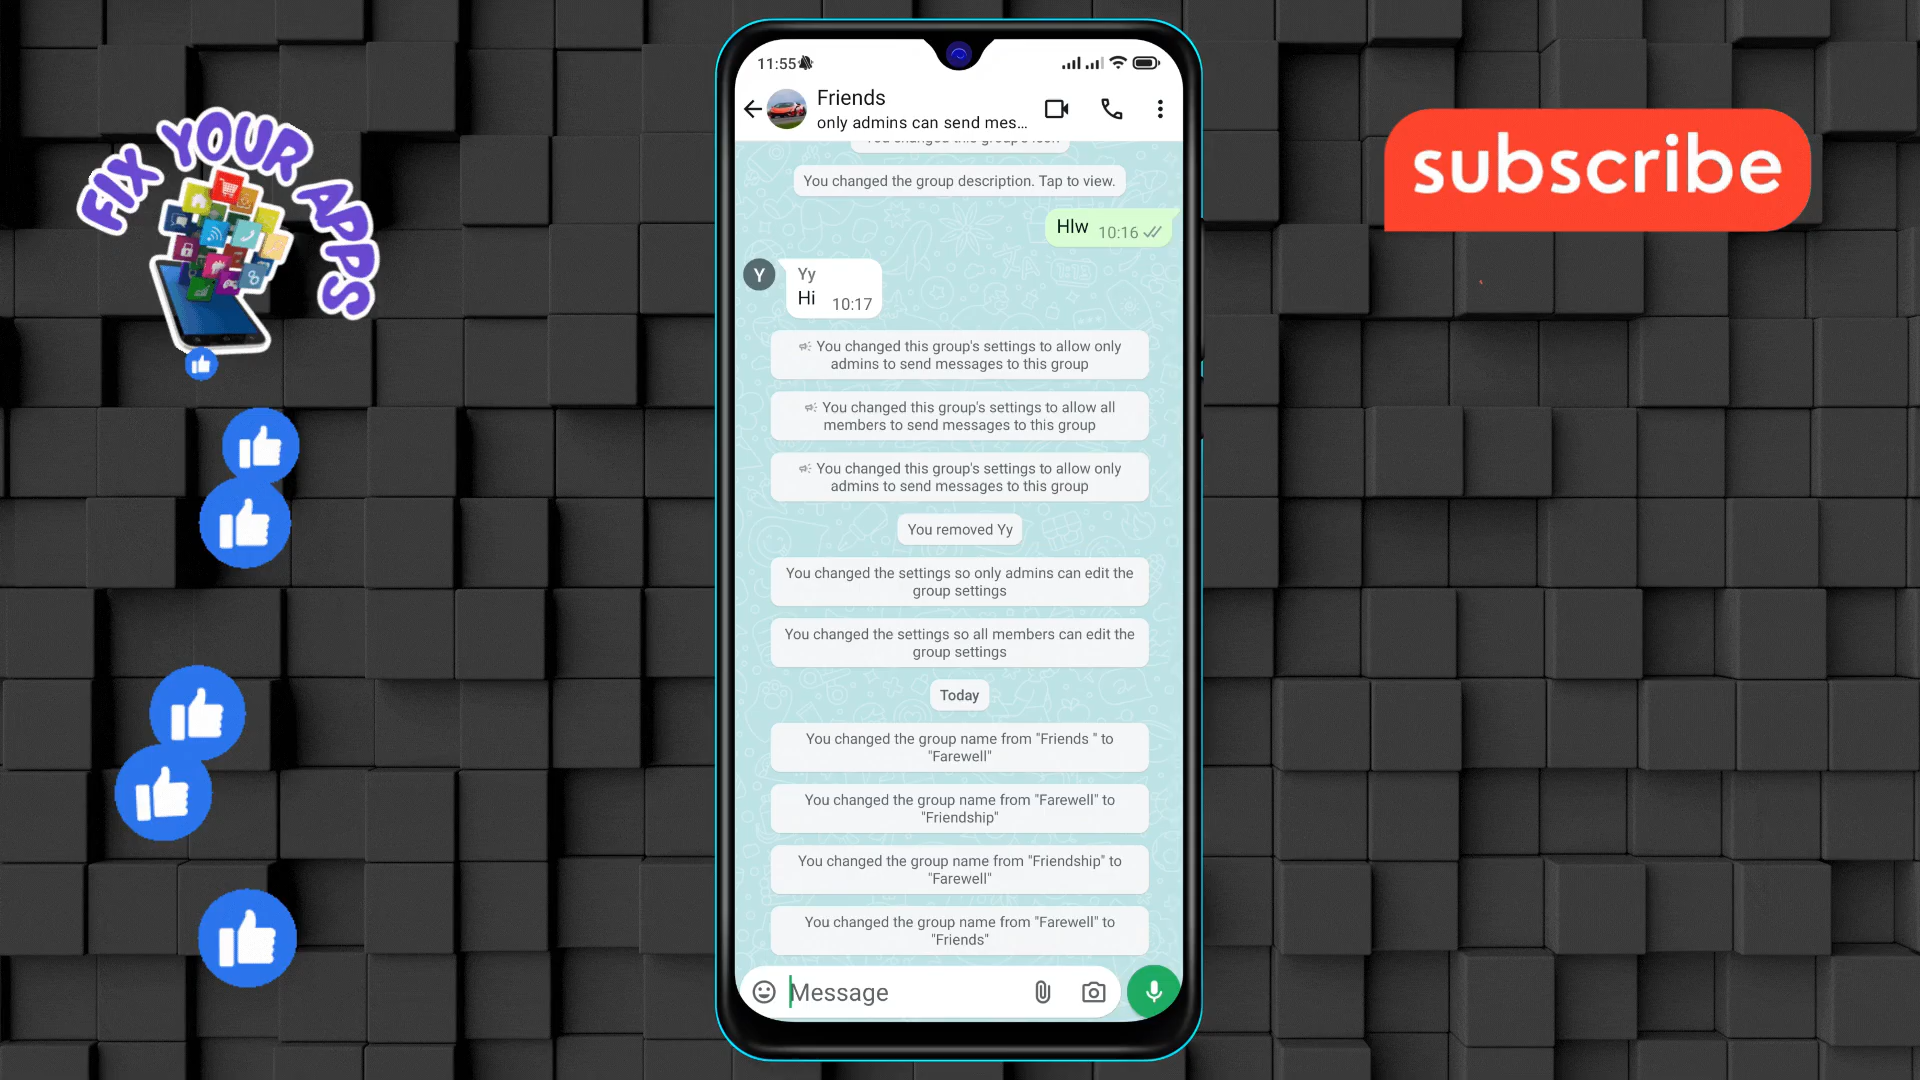 FIX YOUR APPS
subscribe
11:55
Friends
only admins can send mes...
You changed this group's icon
You changed the group description. Tap to view.
Hlw 10:16
Y
Yy
Hi 10:17
You changed this group's settings to allow only
admins to send messages to this group
You changed this group's settings to allow all
members to send messages to this group
You changed this group's settings to allow only
admins to send messages to this group
You removed Yy
You changed the settings so only admins can edit the
group settings
You changed the settings so all members can edit the
group settings
Today
You changed the group name from "Friends " to
"Farewell"
You changed the group name from "Farewell" to
"Friendship"
You changed the group name from "Friendship" to
"Farewell"
You changed the group name from "Farewell" to
"Friends"
Message